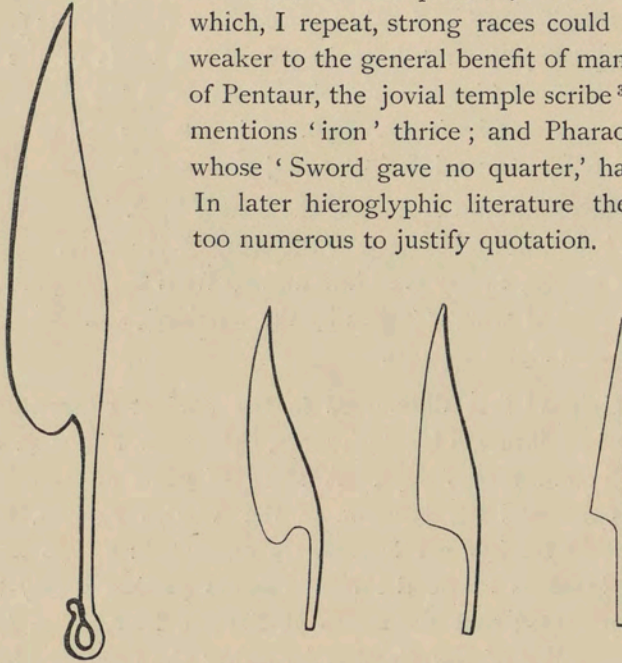 which, I repeat, strong races could
weaker to the general benefit of man
of Pentaur, the jovial temple scribe
mentions ‘iron’ thrice; and Pharao
whose ‘Sword gave no quarter,’ ha
In later hieroglyphic literature the
too numerous to justify quotation.